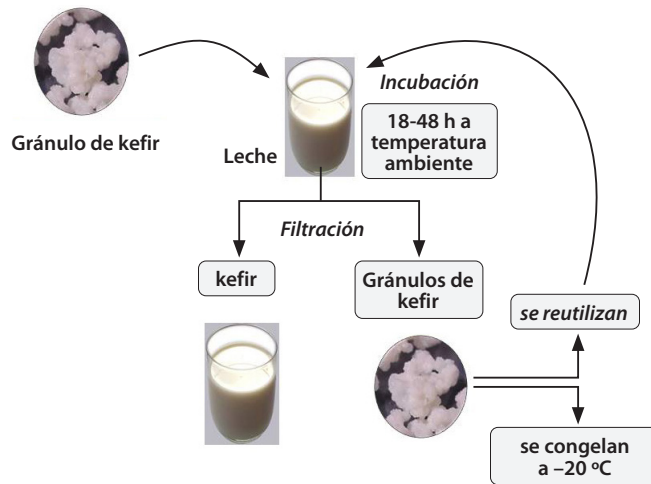 Gránulo de kefir
Leche
Incubación
18-48 h a
temperatura
ambiente
Filtración
kefir
Gránulos de
kefir
se reutilizan
se congelan
a –20 ºC